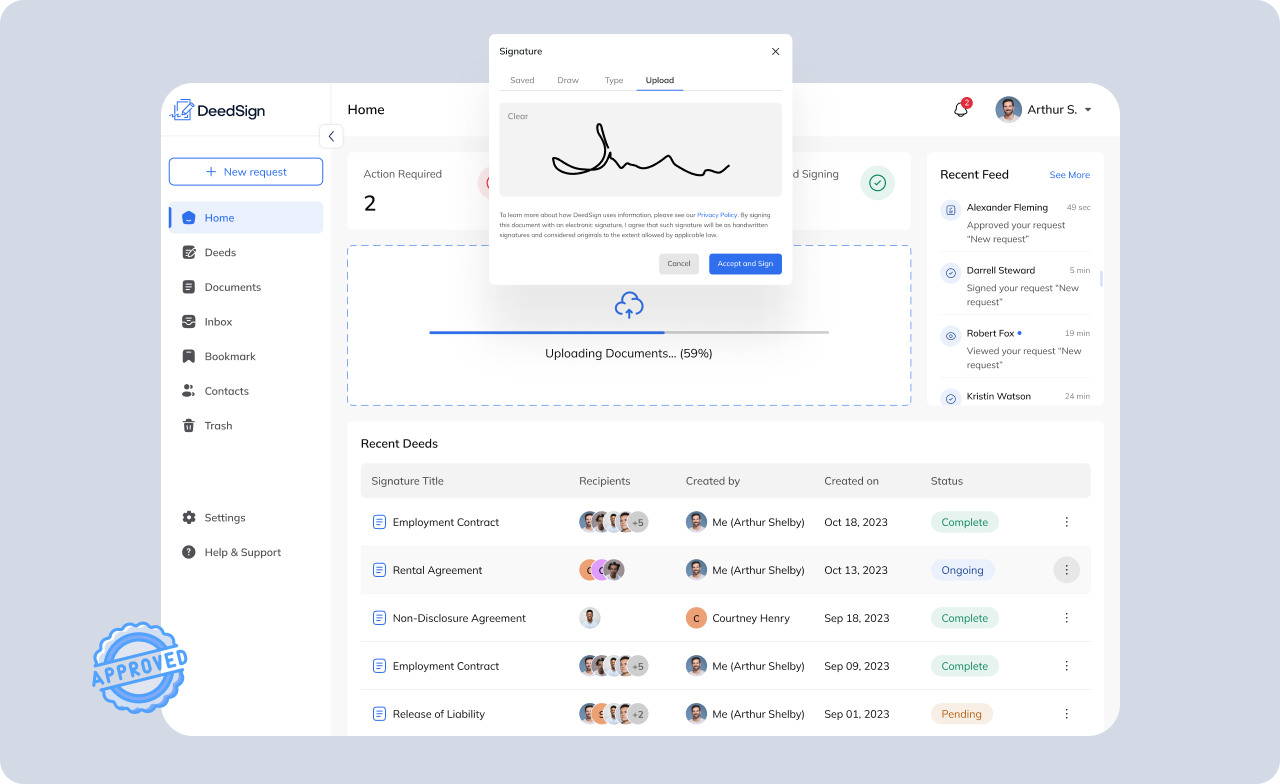 Signature
Saved Draw Type Upload
Clear
To learn more about how DeedSign uses information, please see our Privacy Policy. By signing
this document with an electronic signature, I agree that such signature will be as handwritten
signatures and considered originals to the extent allowed by applicable law.
Cancel Accept and Sign
DeedSign
Home
2
Arthur S.
+ New request
Home
Deeds
Documents
Inbox
Bookmark
Contacts
Trash
Settings
Help & Support
APPROVED
Action Required
2
Signing
Uploading Documents... (59%)
Recent Feed See More
Alexander Fleming 49 sec
Approved your request
“New request”
Darrell Steward 5 min
Signed your request “New
request”
Robert Fox 19 min
Viewed your request “New
request”
Kristin Watson 24 min
Recent Deeds
Signature Title Recipients Created by Created on Status
Employment Contract +5 Me (Arthur Shelby) Oct 18, 2023 Complete
Rental Agreement Me (Arthur Shelby) Oct 13, 2023 Ongoing
Non-Disclosure Agreement C Courtney Henry Sep 18, 2023 Complete
Employment Contract +5 Me (Arthur Shelby) Sep 09, 2023 Complete
Release of Liability +2 Me (Arthur Shelby) Sep 01, 2023 Pending